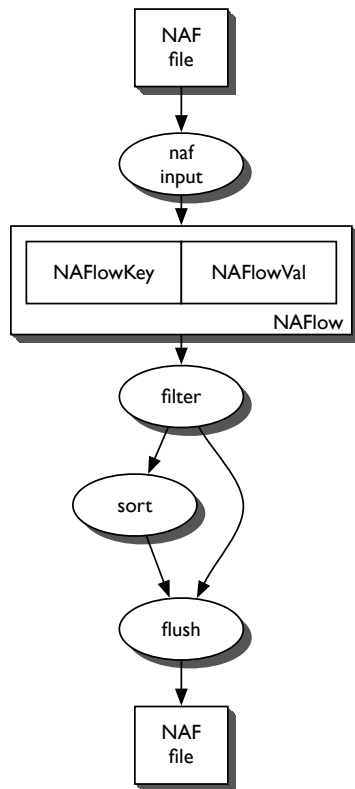 NAF
file
naf
input
NAFlowKey
NAFlowVal
NAFlow
filter
sort
flush
NAF
file